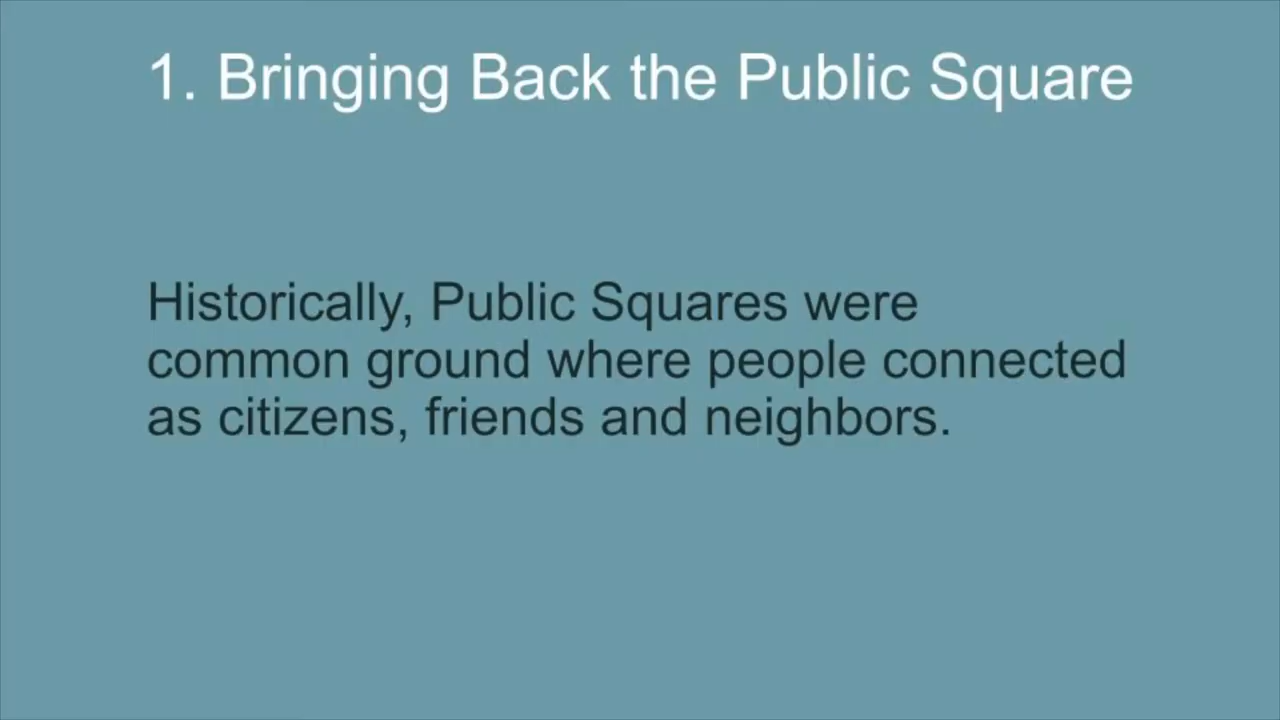 1. Bringing Back the Public Square
Historically, Public Squares were
common ground where people connected
as citizens, friends and neighbors.